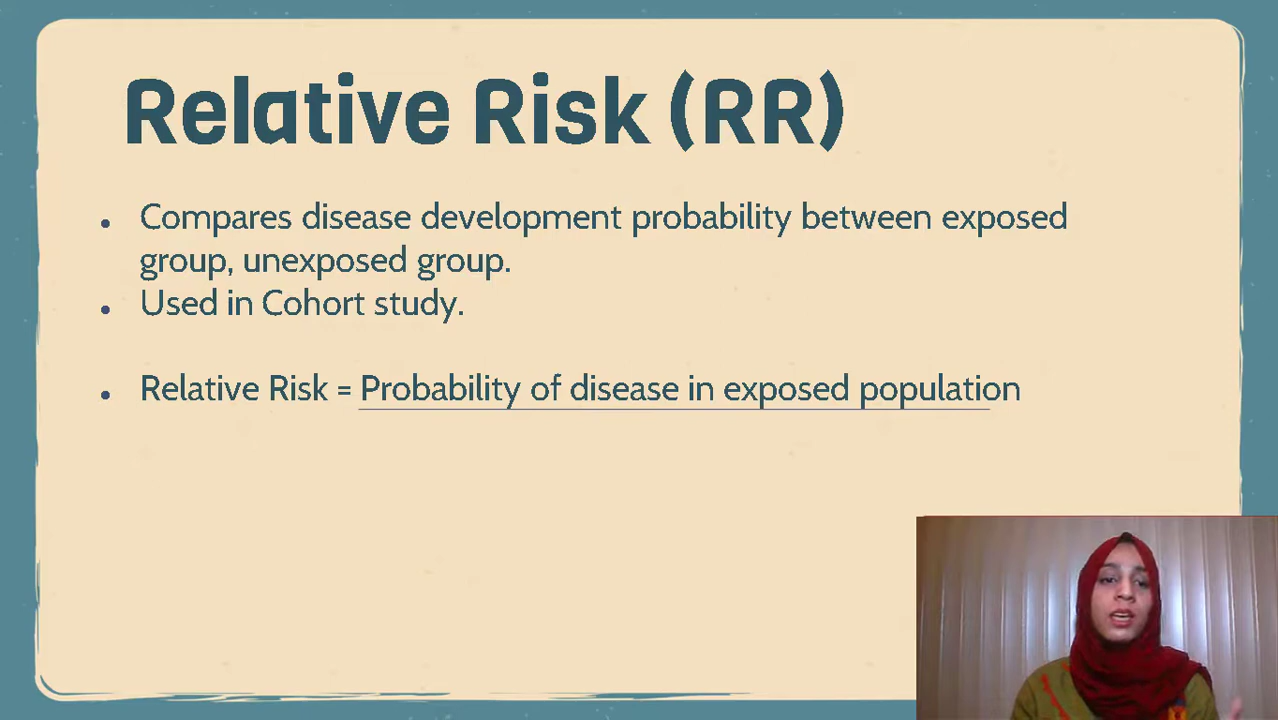 Relative Risk (RR)
• Compares disease development probability between exposed
group, unexposed group.
• Used in Cohort study.
• Relative Risk = Probability of disease in exposed population